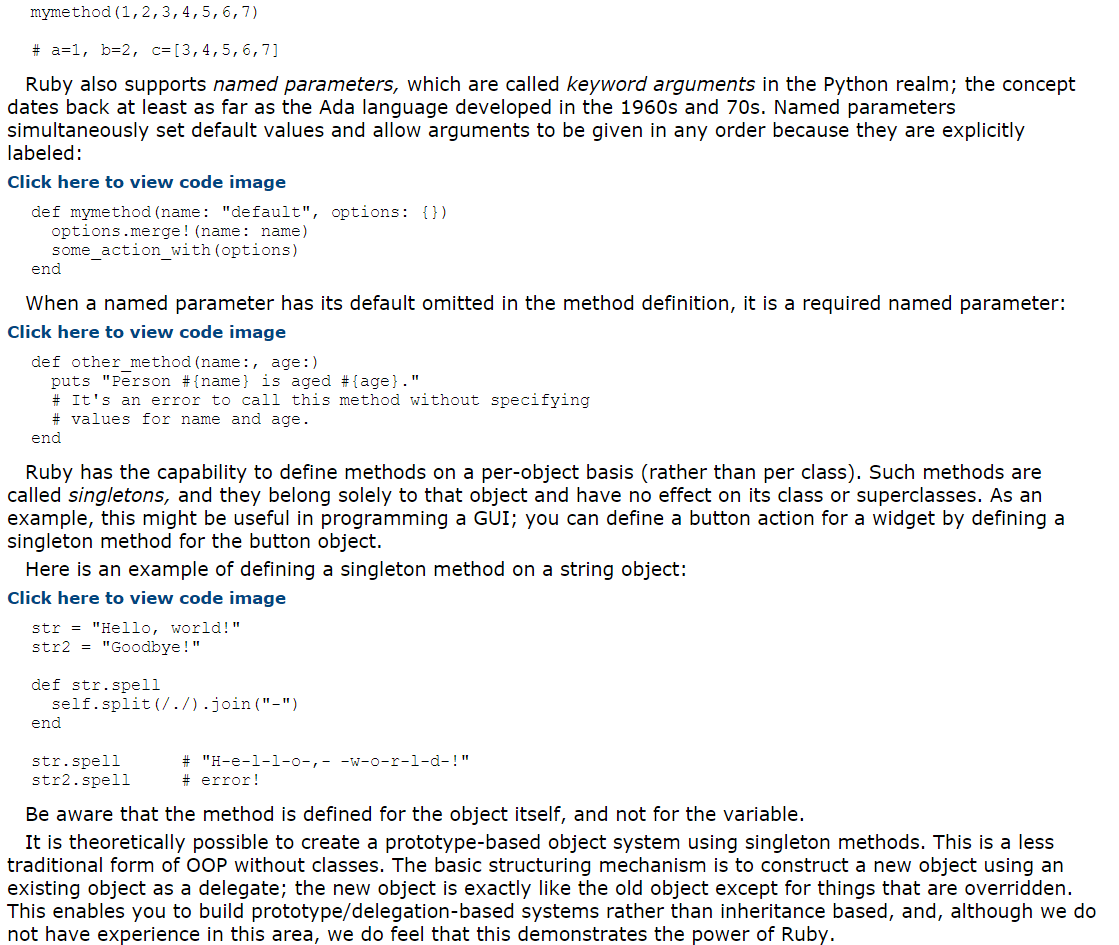 mymethod(1,2,3,4,5,6,7)
# a=1, b=2, c=[3,4,5,6,7]
Ruby also supports named parameters, which are called keyword arguments in the Python realm; the concept
dates back at least as far as the Ada language developed in the 1960s and 70s. Named parameters
simultaneously set default values and allow arguments to be given in any order because they are explicitly
labeled:
Click here to view code image
def mymethod(name: "default", options: {})
  options.merge!(name: name)
  some_action_with(options)
end
When a named parameter has its default omitted in the method definition, it is a required named parameter:
Click here to view code image
def other_method(name:, age:)
  puts "Person #{name} is aged #{age}."
  # It's an error to call this method without specifying
  # values for name and age.
end
Ruby has the capability to define methods on a per-object basis (rather than per class). Such methods are
called singletons, and they belong solely to that object and have no effect on its class or superclasses. As an
example, this might be useful in programming a GUI; you can define a button action for a widget by defining a
singleton method for the button object.
Here is an example of defining a singleton method on a string object:
Click here to view code image
str = "Hello, world!"
str2 = "Goodbye!"
def str.spell
  self.split(/./).join("-")
end
str.spell      # "H-e-l-l-o-,- -w-o-r-l-d-!"
str2.spell     # error!
Be aware that the method is defined for the object itself, and not for the variable.
It is theoretically possible to create a prototype-based object system using singleton methods. This is a less
traditional form of OOP without classes. The basic structuring mechanism is to construct a new object using an
existing object as a delegate; the new object is exactly like the old object except for things that are overridden.
This enables you to build prototype/delegation-based systems rather than inheritance based, and, although we do
not have experience in this area, we do feel that this demonstrates the power of Ruby.